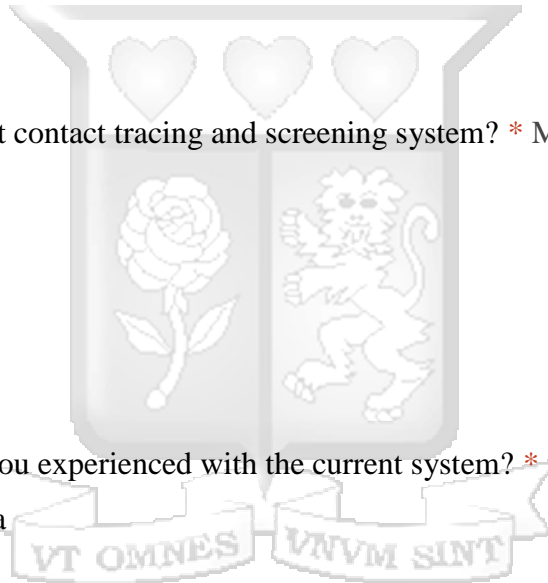 t contact tracing and screening system? * M
ou experienced with the current system? *
a
VT OMNES VNVM SINT